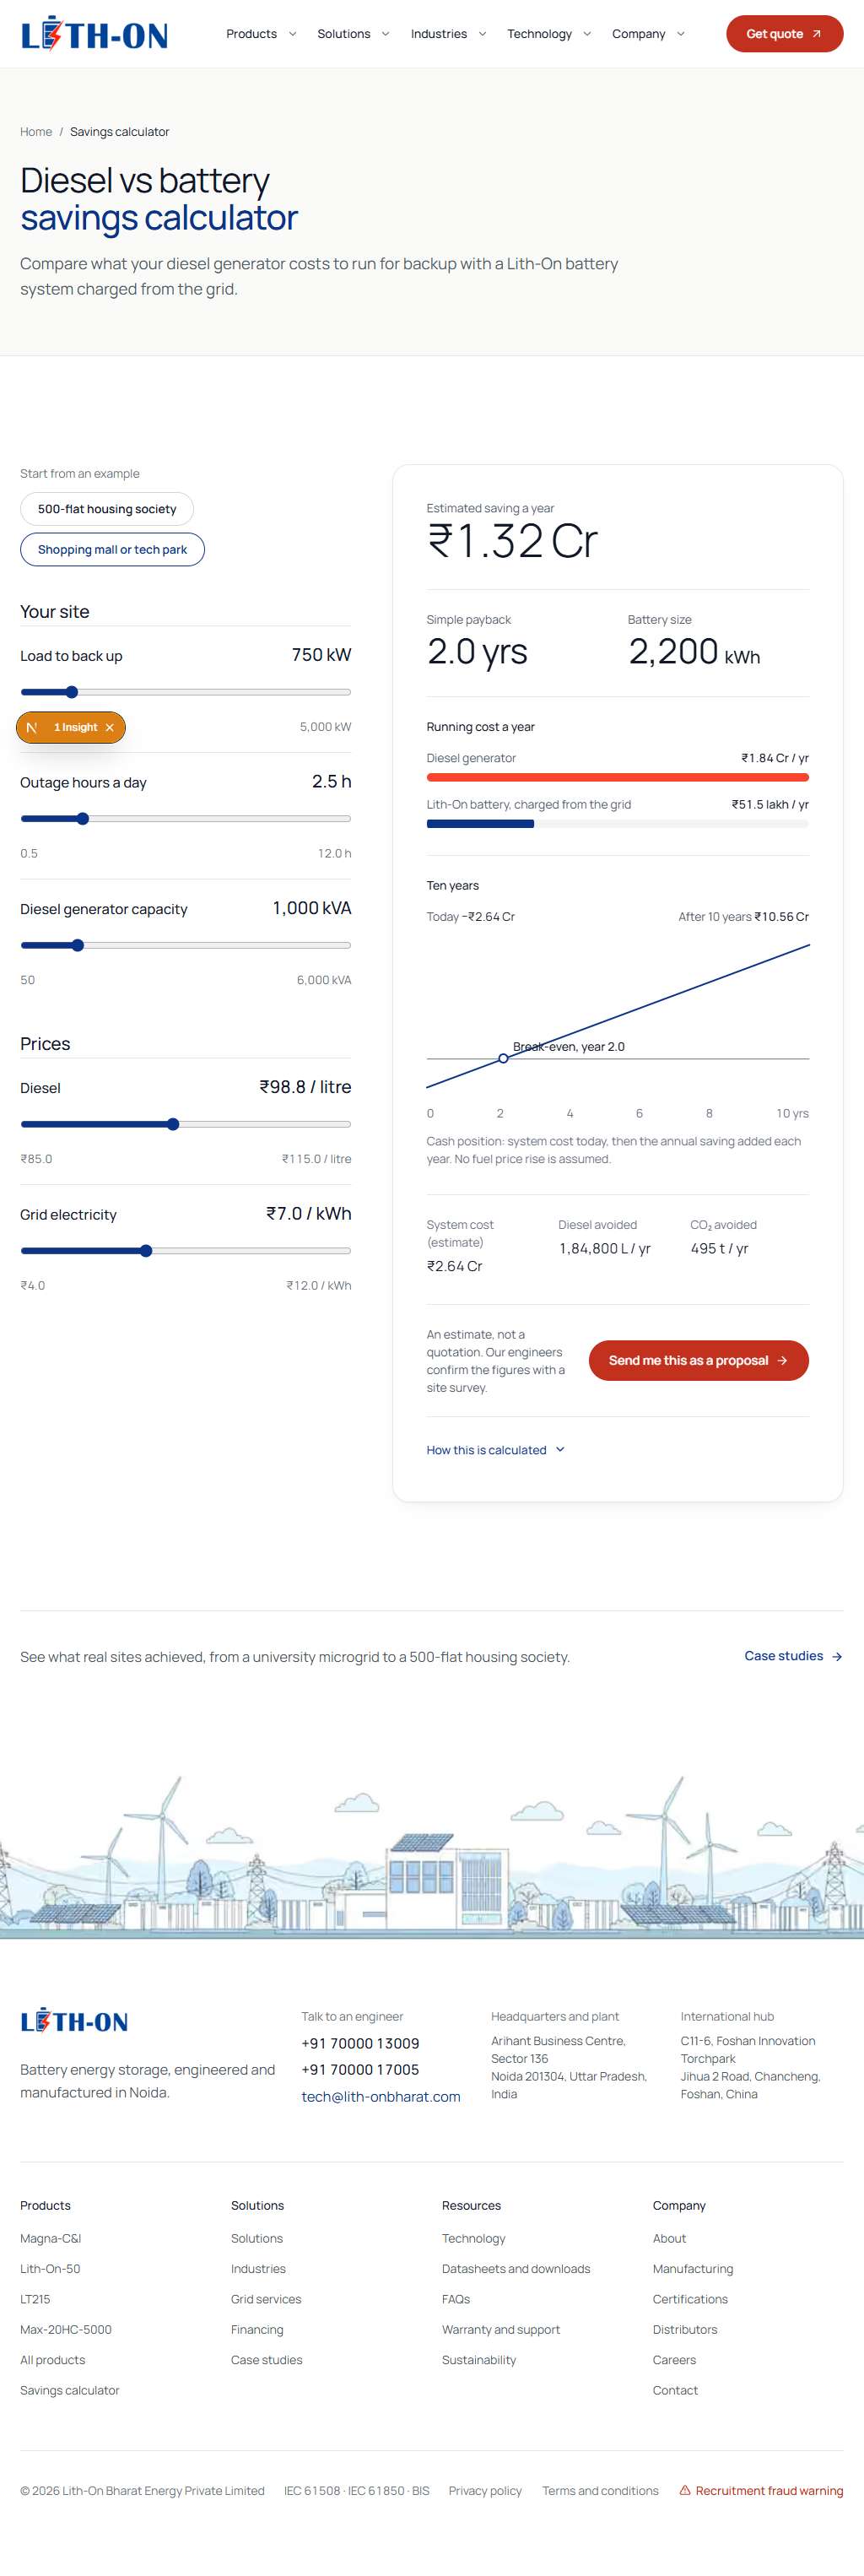 LITH-ON
Products
Solutions
Industries
Technology
Company
Get quote
Home / Savings calculator
Diesel vs battery
savings calculator
Compare what your diesel generator costs to run for backup with a Lith-On battery
system charged from the grid.
Start from an example
500-flat housing society
Shopping mall or tech park
Your site
Load to back up 750 kW
1 Insight
5,000 kW
Outage hours a day 2.5 h
0.5 12.0 h
Diesel generator capacity 1,000 kVA
50 6,000 kVA
Prices
Diesel ₹98.8 / litre
₹85.0 ₹115.0 / litre
Grid electricity ₹7.0 / kWh
₹4.0 ₹12.0 / kWh
Estimated saving a year
₹1.32 Cr
Simple payback
2.0 yrs
Battery size
2,200 kWh
Running cost a year
Diesel generator ₹1.84 Cr / yr
Lith-On battery, charged from the grid ₹51.5 lakh / yr
Ten years
Today −₹2.64 Cr After 10 years ₹10.56 Cr
Break-even, year 2.0
0 2 4 6 8 10 yrs
Cash position: system cost today, then the annual saving added each
year. No fuel price rise is assumed.
System cost
(estimate)
₹2.64 Cr
Diesel avoided
1,84,800 L / yr
CO₂ avoided
495 t / yr
An estimate, not a
quotation. Our engineers
confirm the figures with a
site survey.
Send me this as a proposal
How this is calculated
See what real sites achieved, from a university microgrid to a 500-flat housing society.
Case studies
LITH-ON
Battery energy storage, engineered and
manufactured in Noida.
Talk to an engineer
+91 70000 13009
+91 70000 17005
tech@lith-onbharat.com
Headquarters and plant
Arihant Business Centre,
Sector 136
Noida 201304, Uttar Pradesh,
India
International hub
C11-6, Foshan Innovation
Torchpark
Jihua 2 Road, Chancheng,
Foshan, China
Products
Magna-C&I
Lith-On-50
LT215
Max-20HC-5000
All products
Savings calculator
Solutions
Solutions
Industries
Grid services
Financing
Case studies
Resources
Technology
Datasheets and downloads
FAQs
Warranty and support
Sustainability
Company
About
Manufacturing
Certifications
Distributors
Careers
Contact
© 2026 Lith-On Bharat Energy Private Limited
IEC 61508 · IEC 61850 · BIS
Privacy policy
Terms and conditions
Recruitment fraud warning